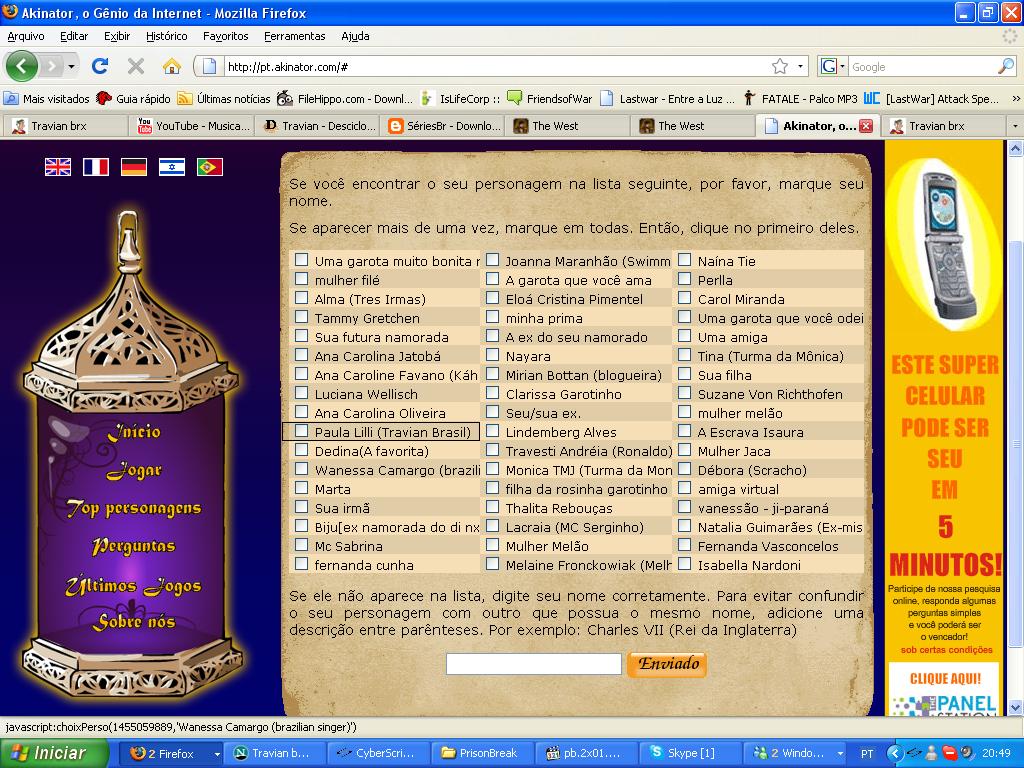 Akinator, o Gênio da Internet - Mozilla Firefox
Arquivo Editar Exibir Histórico Favoritos Ferramentas Ajuda
http://pt.akinator.com/#
G Google
Mais visitados Guia rápido Últimas notícias FileHippo.com - Downl... IsLifeCorp :: FriendsofWar Lastwar - Entre a Luz ... FATALE - Palco MP3 [LastWar] Attack Spe... »
Travian brx YouTube - Musica... Travian - Desciclo... SériesBr - Downlo... The West The West Akinator, o... Travian brx
Se você encontrar o seu personagem na lista seguinte, por favor, marque seu
nome.
Se aparecer mais de uma vez, marque em todas. Então, clique no primeiro deles.
Uma garota muito bonita r Joanna Maranhão (Swimm Naína Tie
mulher filé A garota que você ama Perlla
Alma (Tres Irmas) Eloá Cristina Pimentel Carol Miranda
Tammy Gretchen minha prima Uma garota que você odei
Sua futura namorada A ex do seu namorado Uma amiga
Ana Carolina Jatobá Nayara Tina (Turma da Mônica)
Ana Caroline Favano (Káh Mirian Bottan (blogueira) Sua filha
Luciana Wellisch Clarissa Garotinho Suzane Von Richthofen
Ana Carolina Oliveira Seu/sua ex. mulher melão
Paula Lilli (Travian Brasil) Lindemberg Alves A Escrava Isaura
Dedina(A favorita) Travesti Andréia (Ronaldo) Mulher Jaca
Wanessa Camargo (brazili Monica TMJ (Turma da Mon Débora (Scracho)
Marta filha da rosinha garotinho amiga virtual
Sua irmã Thalita Rebouças vanessão - ji-paraná
Biju[ex namorada do di nx Lacraia (MC Serginho) Natalia Guimarães (Ex-mis
Mc Sabrina Mulher Melão Fernanda Vasconcelos
fernanda cunha Melaine Fronckowiak (Melh Isabella Nardoni
Se ele não aparece na lista, digite seu nome corretamente. Para evitar confundir
o seu personagem com outro que possua o mesmo nome, adicione uma
descrição entre parênteses. Por exemplo: Charles VII (Rei da Inglaterra)
Enviado
Início
Jogar
Top personagens
Perguntas
Últimos Jogos
Sobre nós
ESTE SUPER
CELULAR
PODE SER
SEU
EM
5
MINUTOS!
Participe de nossa pesquisa
online, responda algumas
perguntas simples
e você poderá ser
o vencador!
sob certas condições
CLIQUE AQUI!
THE PANEL
STATION
javascript:choixPerso(1455059889,'Wanessa Camargo (brazilian singer)')
Iniciar 2 Firefox Travian b... CyberScri... PrisonBreak pb.2x01.... Skype [1] 2 Windo... PT 20:49